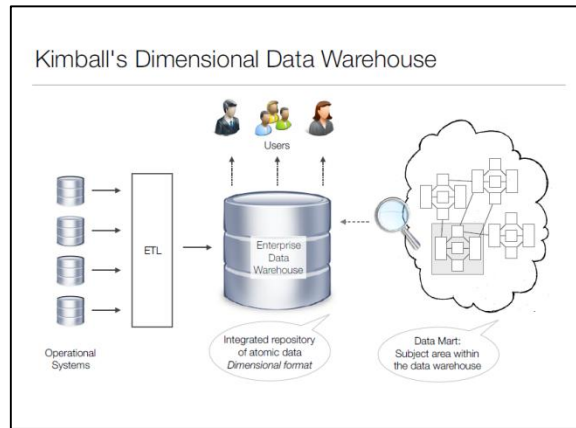 Kimball's Dimensional Data Warehouse
Users
ETL
Enterprise
Data
Warehouse
Operational
Systems
Integrated repository
of atomic data
Dimensional format
Data Mart:
Subject area within
the data warehouse